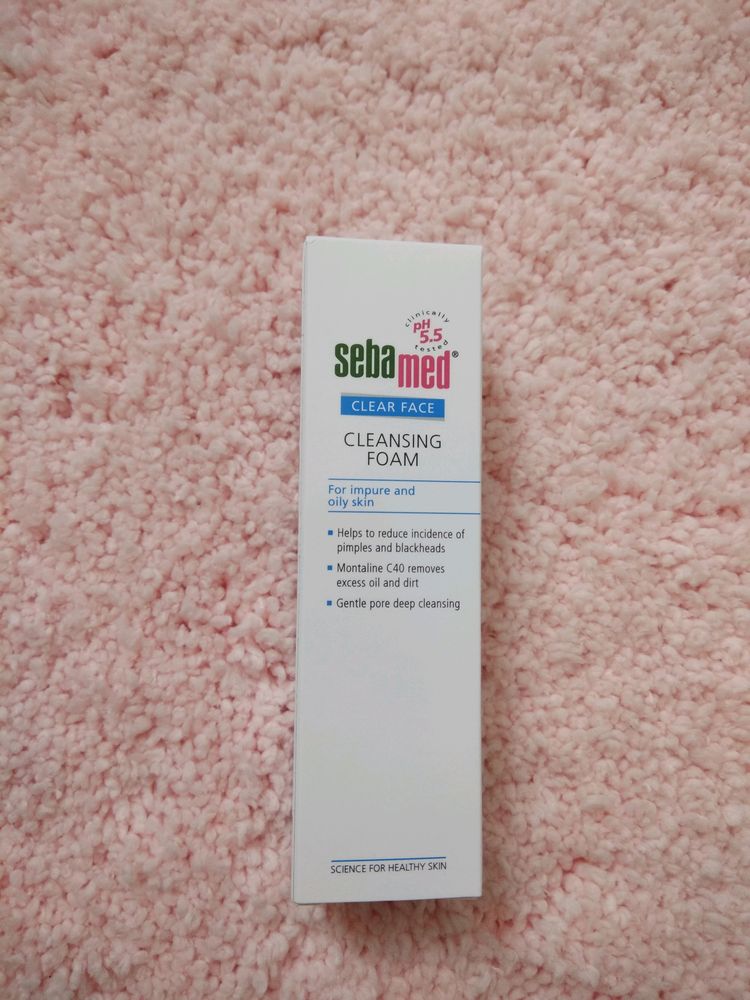 clinically
pH
5.5
tested
sebamed®
CLEAR FACE
CLEANSING
FOAM
For impure and
oily skin
▪ Helps to reduce incidence of
pimples and blackheads
▪ Montaline C40 removes
excess oil and dirt
▪ Gentle pore deep cleansing
SCIENCE FOR HEALTHY SKIN